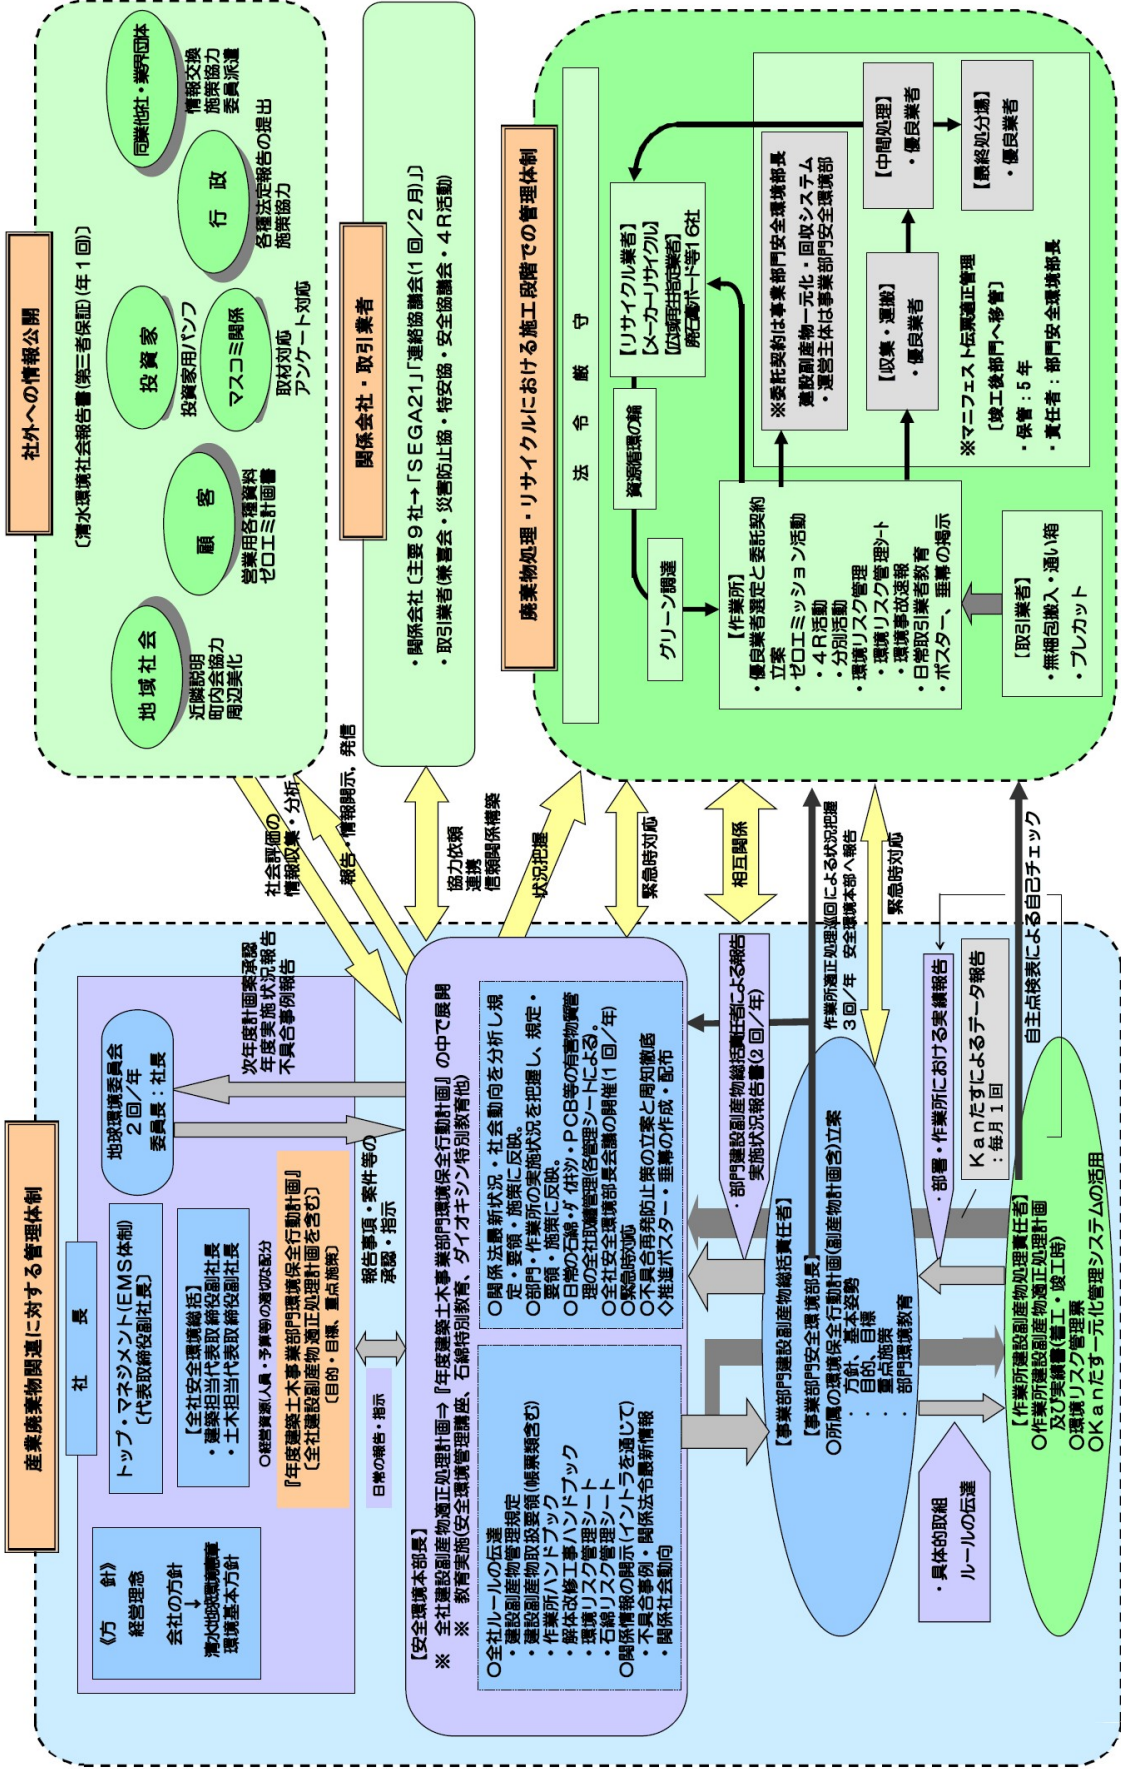 産業廃棄物関連に対する管理体制
社　長
《方　針》
経営理念
会社の方針
↓
清水地球環境憲章
環境基本方針
トップ・マネジメント(EMS体制)
〔代表取締役副社長〕
【全社安全環境総括】
・建築担当代表取締役副社長
・土木担当代表取締役副社長
○経営資源(人員・予算等)の適切な配分
『年度建築土木事業部門環境保全行動計画』
〔全社建設副産物適正処理計画を含む〕
〔目的・目標、重点施策〕
地球環境委員会
２回／年
委員長：社長
次年度計画案承認
年度実施状況報告
不具合事例報告
日常の報告・指示
報告事項・案件等の
承認・指示
【安全環境本部長】
※　全社建設副産物適正処理計画⇒『年度建築土木事業部門環境保全行動計画』の中で展開
※　教育実施(安全環境管理講座、石綿特別教育、ダイオキシン特別教育他)
○全社ルールの伝達
・建設副産物管理規定
・建設副産物取扱要領(帳票類含む)
・作業所ハンドブック
・解体改修工事ハンドブック
・環境リスク管理シート
・石綿リスク管理シート
○関係情報の開示(イントラを通じて)
・不具合事例・関係法令最新情報
・関係社会動向
○関係法最新状況・社会動向を分析し規
定・要領・施策に反映。
○部門・作業所の実施状況を把握し、規定・
要領・施策に反映。
○日常の石綿・ダイオキシン・PCB等の有害物質管
理の全社取纏管理(各管理シートによる)。
○全社安全環境部長会議の開催(１回／年)
○緊急時対応
○不具合再発防止策の立案と周知徹底
◇推進ポスター・垂幕の作成・配布
・部門建設副産物総括責任者による報告
実施状況報告書(２回／年)
【事業部門建設副産物総括責任者】
【事業部門安全環境部長】
○所属の環境保全行動計画(副産物計画含)立案
・方針、基本姿勢
・目的、目標
・重点施策
・部門環境教育
作業所適正処理巡回による状況把握
３回／年　安全環境本部へ報告
・具体的取組
ルールの伝達
・部署・作業所における実績報告
Kanたすによるデータ報告
：毎月１回
【作業所建設副産物処理責任者】
○作業所建設副産物適正処理計画
及び実績書(着工・竣工時)
○環境リスク管理票
○Kanたす一元化管理システムの活用
自主点検表による自己チェック
社会評価の
情報収集・分析
報告・情報開示，発信
協力依頼
連携
信頼関係構築
状況把握
緊急時対応
相互関係
緊急時対応
社外への情報公開
〔清水環境社会報告書(第三者保証)(年１回)〕
地域社会
近隣説明
町内会協力
周辺美化
顧　客
営業用各種資料
ゼロエミ計画書
投資家
投資家用パンフ
マスコミ関係
取材対応
アンケート対応
行　政
各種法定報告の提出
施策協力
同業他社・業界団体
情報交換
施策協力
委員派遣
関係会社・取引業者
・関係会社〔主要９社→「SEGA21」「連絡協議会(１回/２月)」〕
・取引業者(兼喜会・災害防止協・特安協・安全協議会・４R活動)
廃棄物処理・リサイクルにおける施工段階での管理体制
法　令　厳　守
グリーン調達
資源循環の輪
【リサイクル業者】
【メーカーリサイクル】
【広域再生指定業者】
廃石膏ボード等16社
【作業所】
・優良業者選定と委託契約
立案
・ゼロエミッション活動
・４R活動
・分別活動
・環境リスク管理
・環境リスク管理シート
・環境事故速報
・日常取引業者教育
・ポスター、垂幕の掲示
※委託契約は事業部門安全環境部長
建設副産物一元化・回収システム
・運営主体は事業部門安全環境部
【収集・運搬】
・優良業者
【中間処理】
・優良業者
【最終処分場】
・優良業者
※マニフェスト伝票適正管理
〔竣工後部門へ移管〕
・保管：５年
・責任者：部門安全環境部長
【取引業者】
・無梱包搬入・通い箱
・プレカット